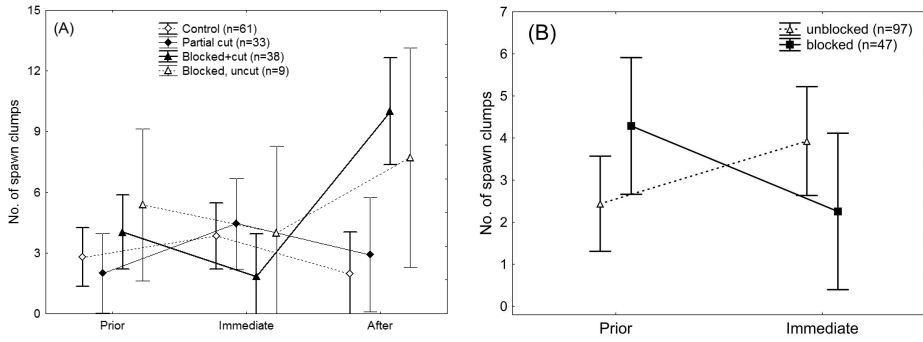 (A)
Control (n=61)
Partial cut (n=33)
Blocked+cut (n=38)
Blocked, uncut (n=9)
No. of spawn clumps
15
12
9
6
3
0
Prior
Immediate
After
(B)
unblocked (n=97)
blocked (n=47)
No. of spawn clumps
7
6
5
4
3
2
1
0
Prior
Immediate